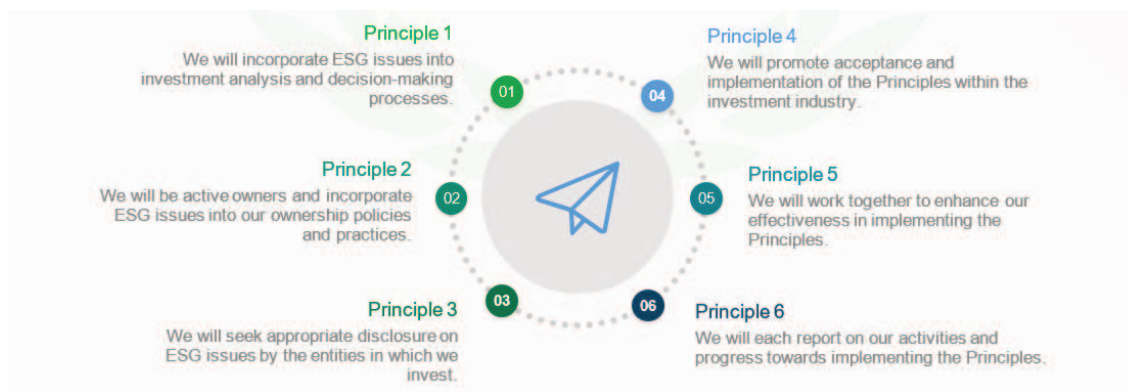 Principle 1
We will incorporate ESG issues into
investment analysis and decision-making
processes.
01
Principle 2
We will be active owners and incorporate
ESG issues into our ownership policies
and practices.
02
Principle 3
We will seek appropriate disclosure on
ESG issues by the entities in which we
invest.
03
Principle 4
We will promote acceptance and
implementation of the Principles within the
investment industry.
04
Principle 5
We will work together to enhance our
effectiveness in implementing the
Principles.
05
Principle 6
We will each report on our activities and
progress towards implementing the Principles.
06